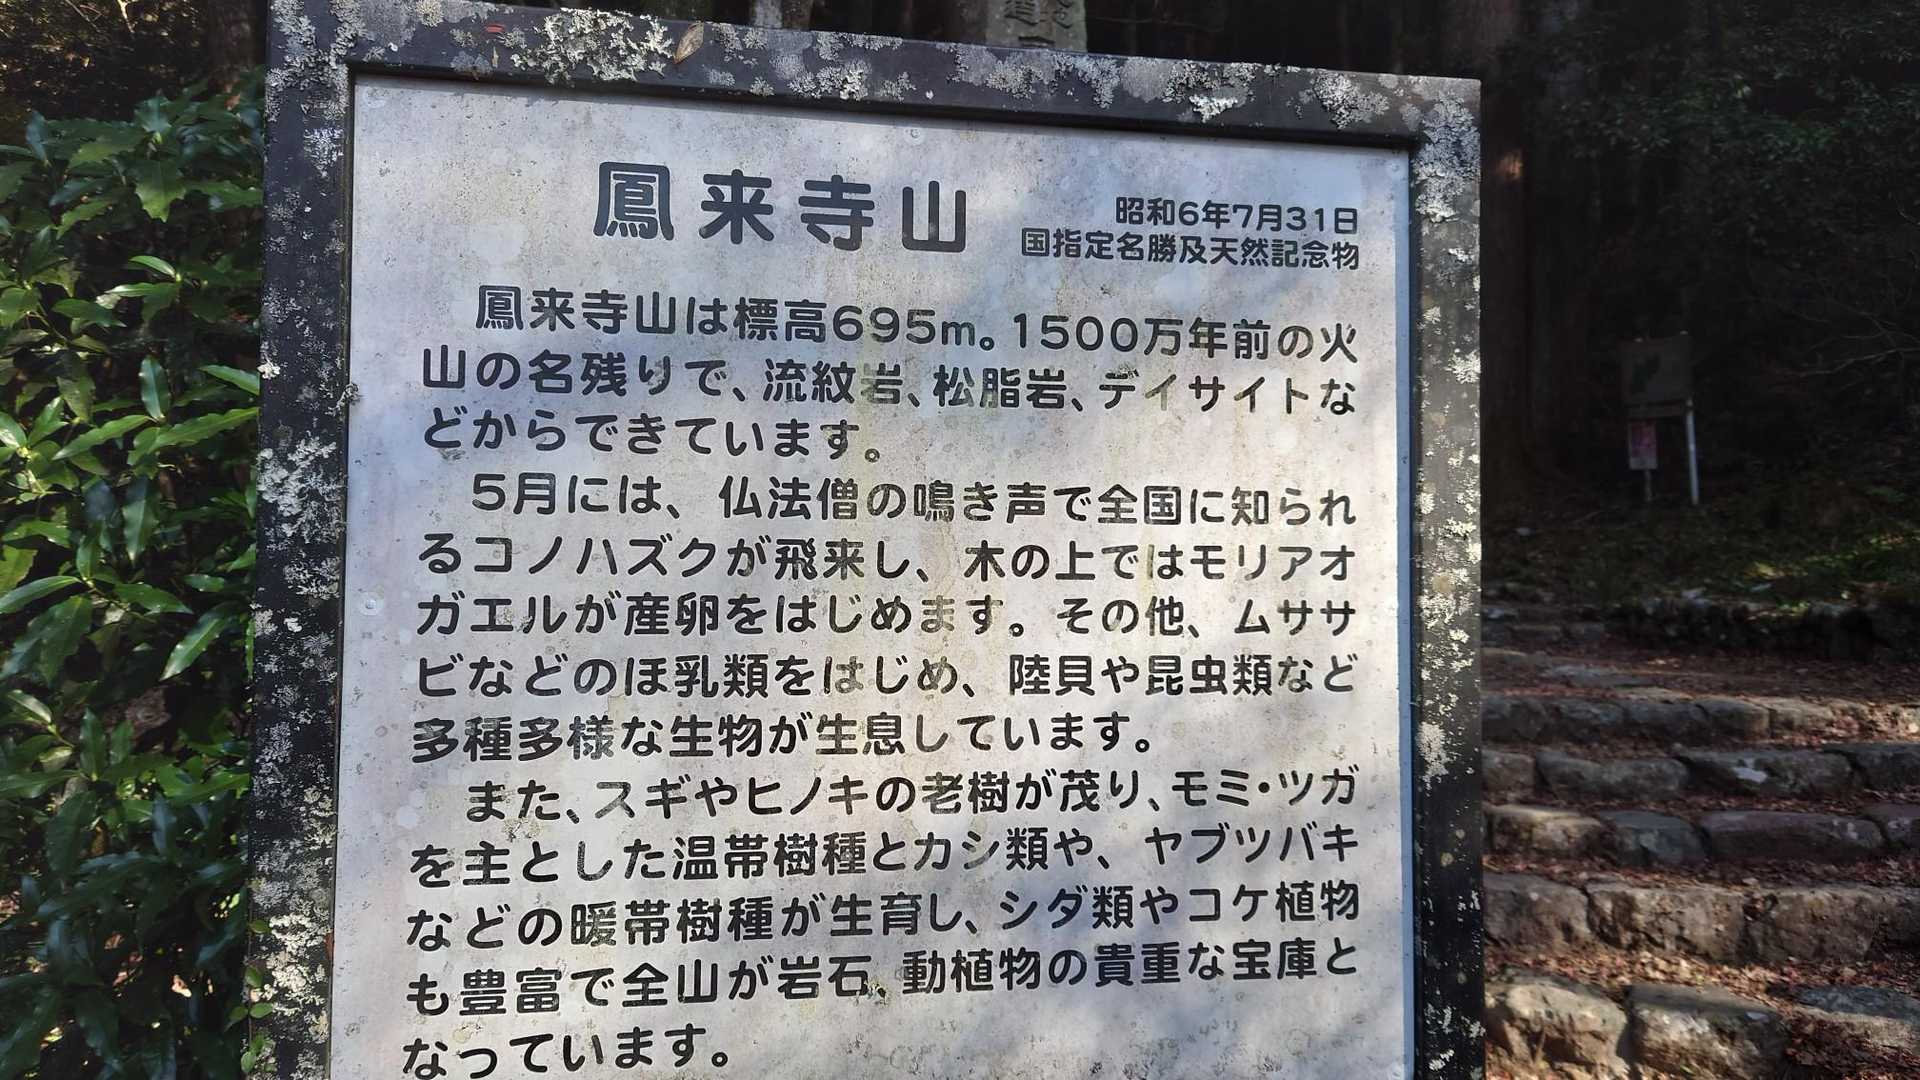 鳳来寺山
昭和6年7月31日
国指定名勝及天然記念物
鳳来寺山は標高695m。1500万年前の火
山の名残りで、流紋岩、松脂岩、デイサイトな
どからできています。
5月には、仏法僧の鳴き声で全国に知られ
るコノハズクが飛来し、木の上ではモリアオ
ガエルが産卵をはじめます。その他、ムササ
ビなどのほ乳類をはじめ、陸貝や昆虫類など
多種多様な生物が生息しています。
また、スギやヒノキの老樹が茂り、モミ・ツガ
を主とした温帯樹種とカシ類や、ヤブツバキ
などの暖帯樹種が生育し、シダ類やコケ植物
も豊富で全山が岩石、動植物の貴重な宝庫と
なっています。